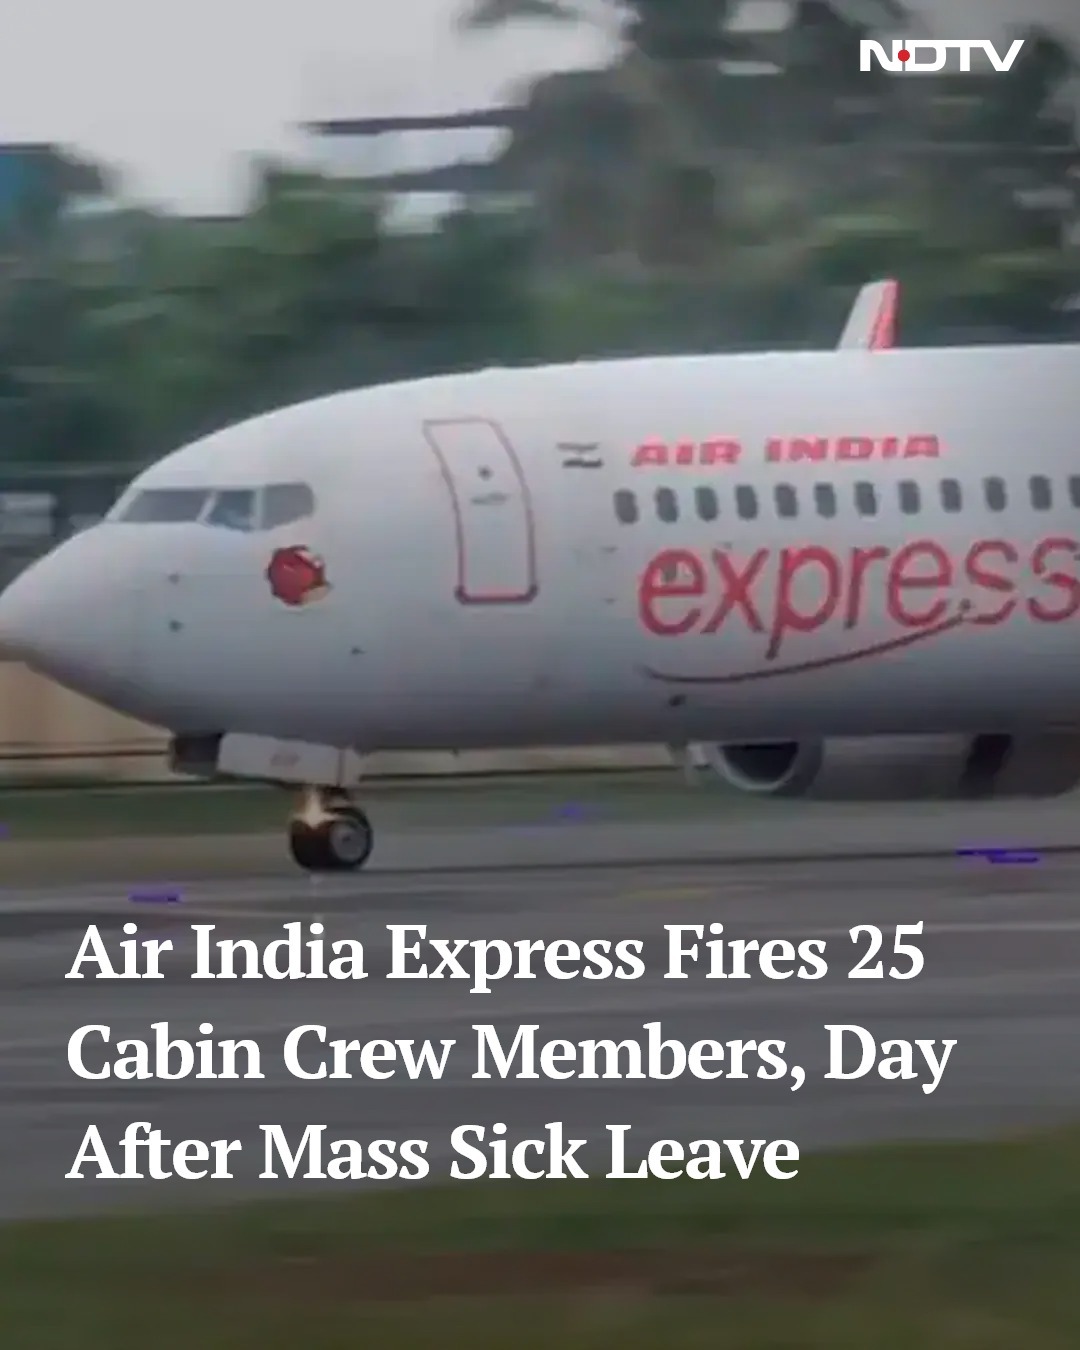 NDTV
AIR INDIA
express
Air India Express Fires 25
Cabin Crew Members, Day
After Mass Sick Leave